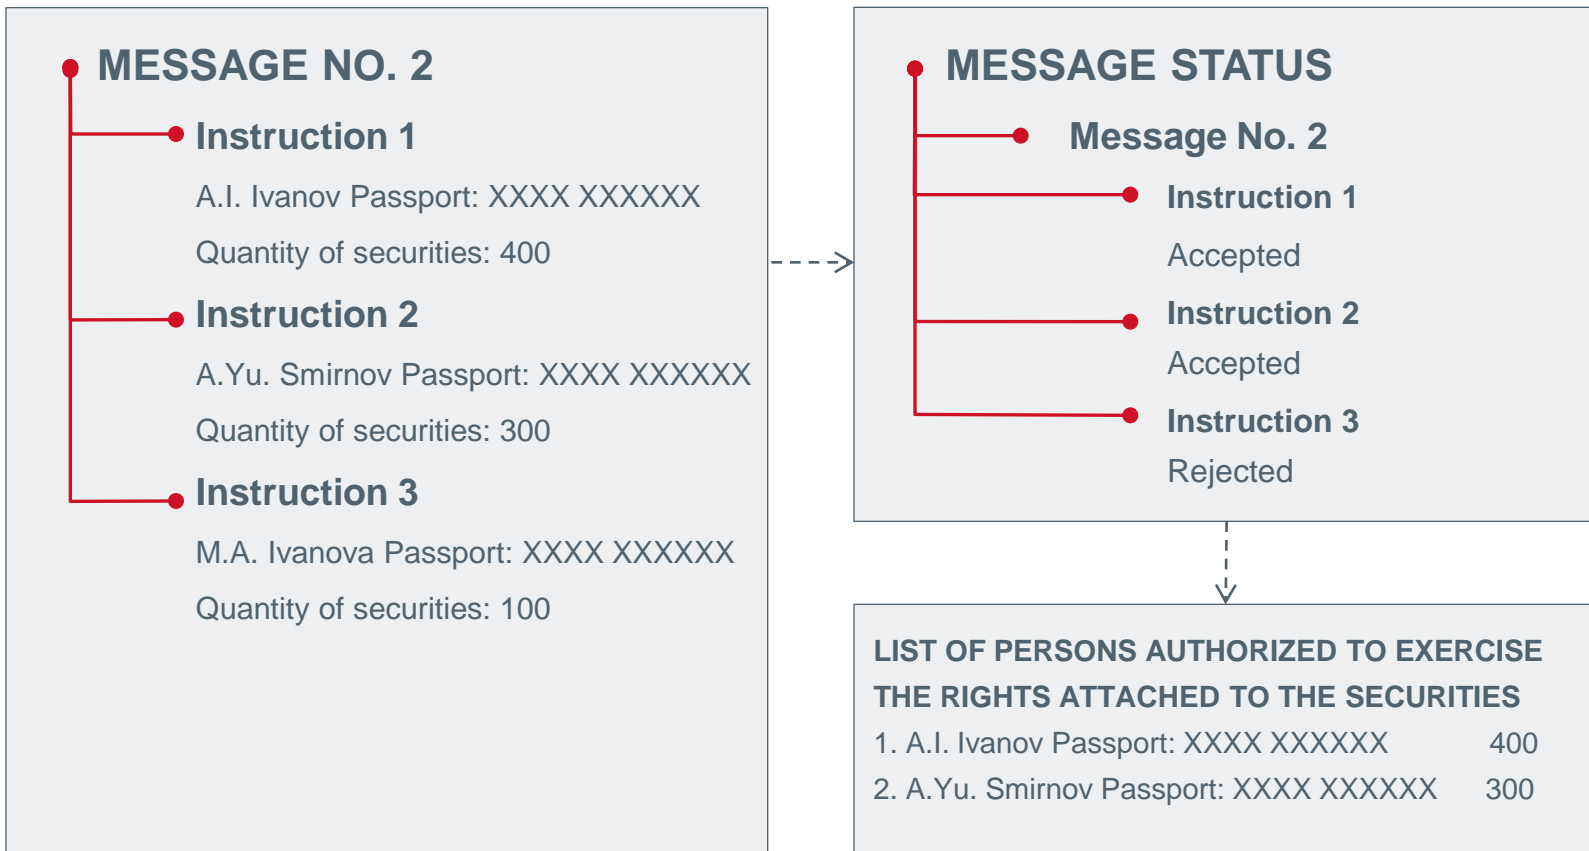 MESSAGE NO. 2
Instruction 1
A.I. Ivanov Passport: XXXX XXXXXX
Quantity of securities: 400
Instruction 2
A.Yu. Smirnov Passport: XXXX XXXXXX
Quantity of securities: 300
Instruction 3
M.A. Ivanova Passport: XXXX XXXXXX
Quantity of securities: 100
MESSAGE STATUS
Message No. 2
Instruction 1
Accepted
Instruction 2
Accepted
Instruction 3
Rejected
LIST OF PERSONS AUTHORIZED TO EXERCISE
THE RIGHTS ATTACHED TO THE SECURITIES
1. A.I. Ivanov Passport: XXXX XXXXXX 400
2. A.Yu. Smirnov Passport: XXXX XXXXXX 300